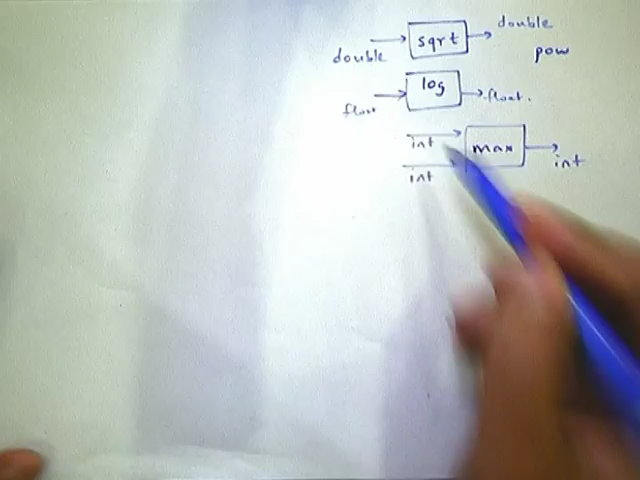 double sqrt double
pow
float log float.
int max int
int